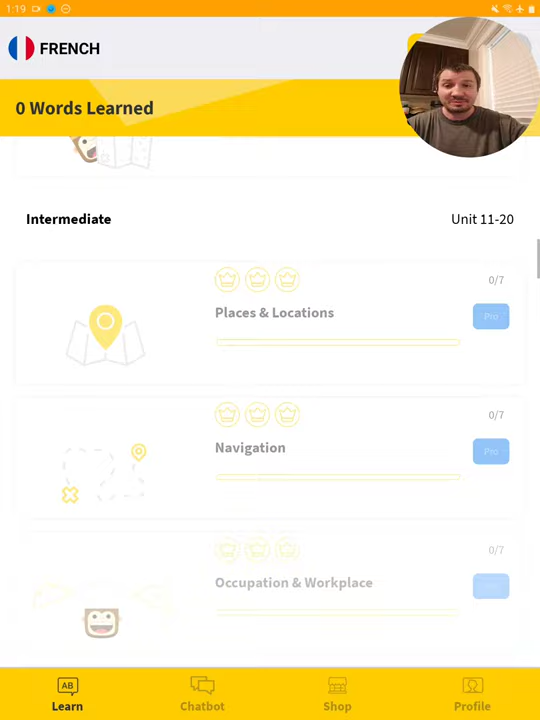 1:19
FRENCH
0 Words Learned
Intermediate
Unit 11-20
0/7
Places & Locations
Pro
0/7
Navigation
Pro
0/7
Occupation & Workplace
AB
Learn
Chatbot
Shop
Profile